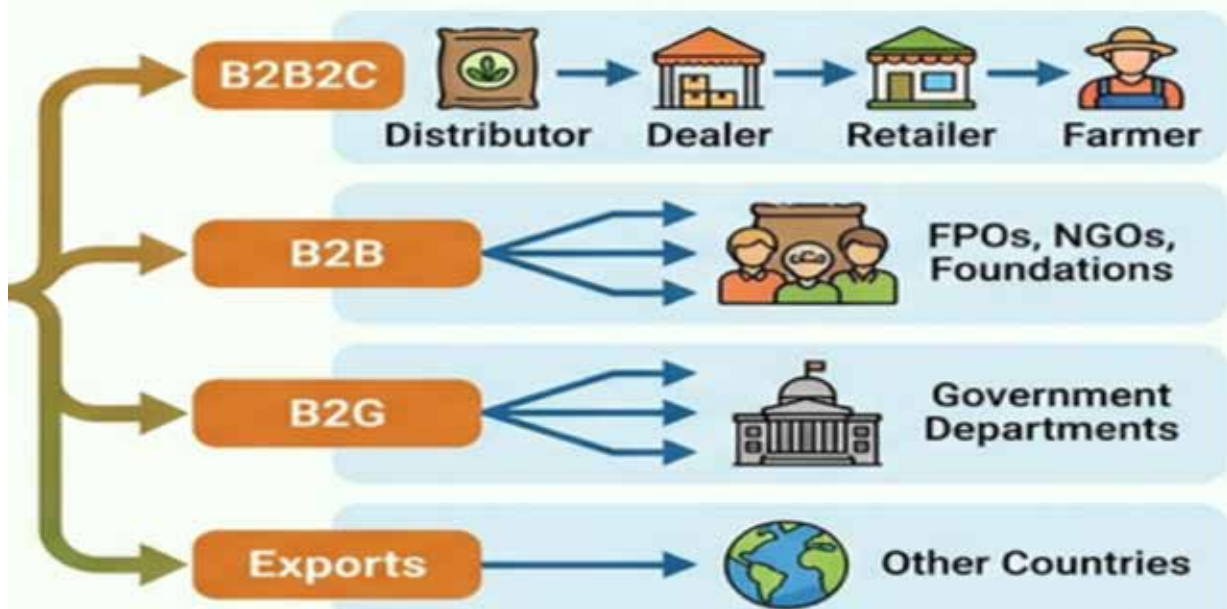 B2B2C
Distributor
Dealer
Retailer
Farmer
B2B
FPOs, NGOs,
Foundations
B2G
Government
Departments
Exports
Other Countries